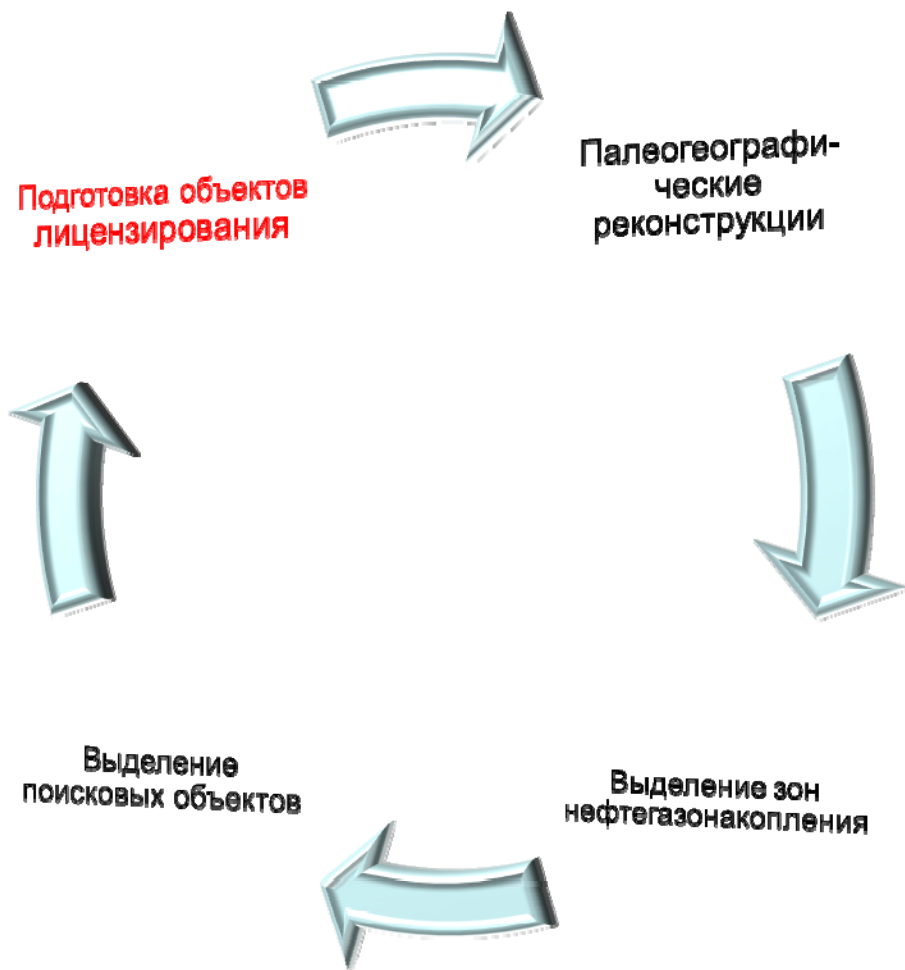 Подготовка объектов
лицензирования
Палеогеографи-
ческие
реконструкции
Выделение
поисковых объектов
Выделение зон
нефтегазонакопления